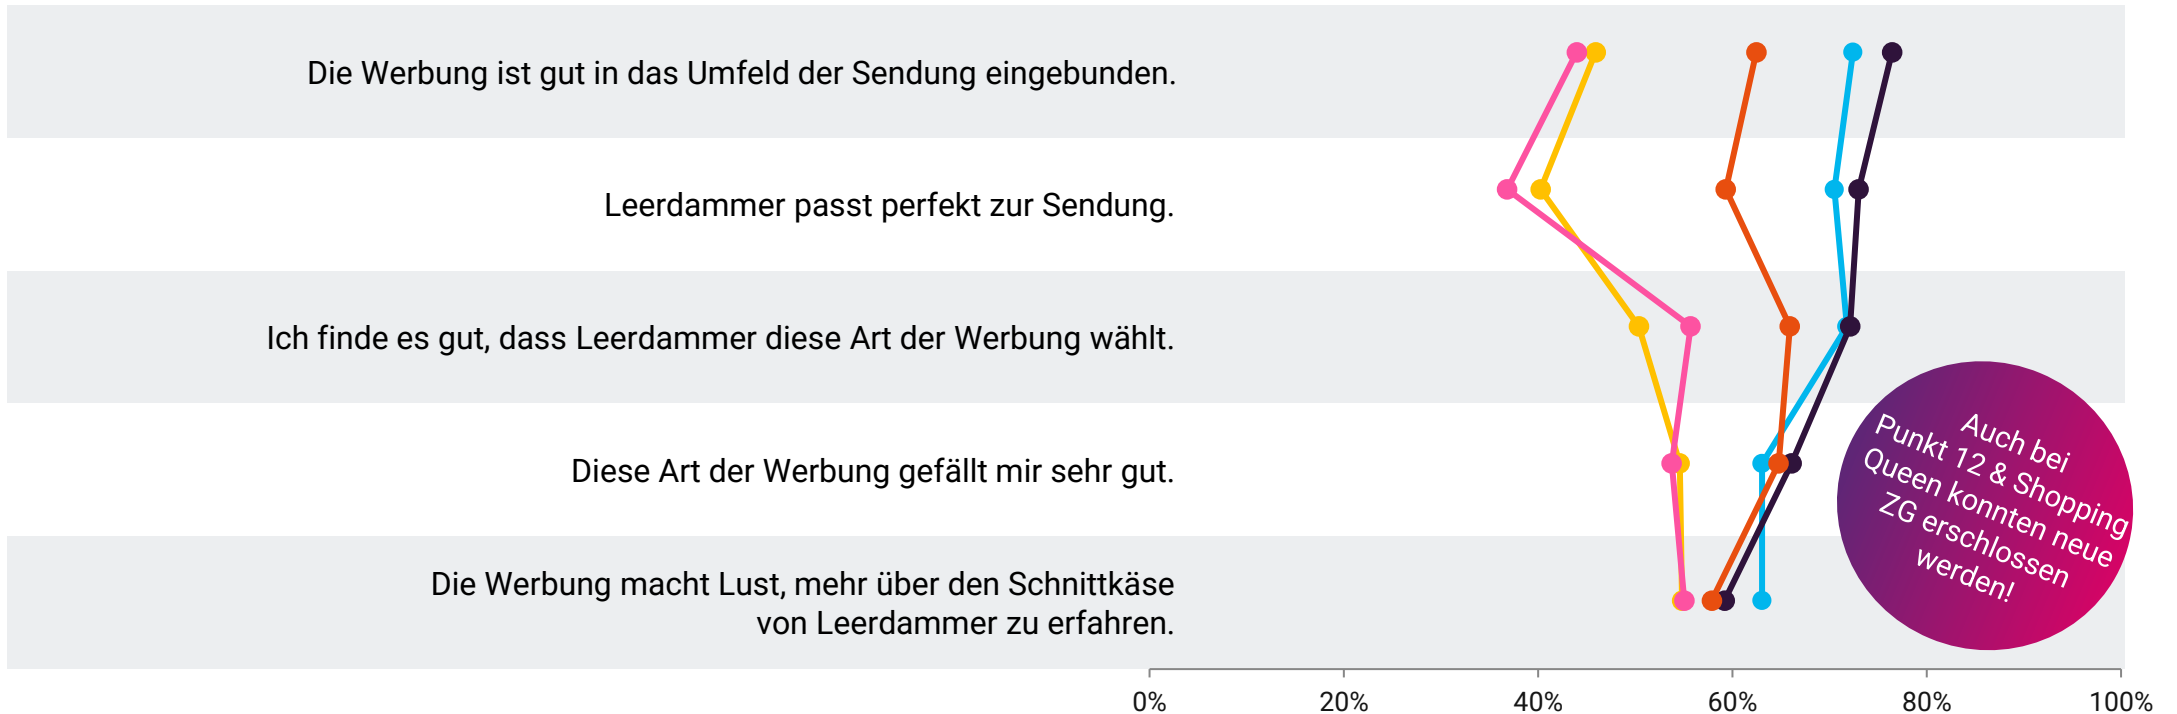 Die Werbung ist gut in das Umfeld der Sendung eingebunden.
Leerdammer passt perfekt zur Sendung.
Ich finde es gut, dass Leerdammer diese Art der Werbung wählt.
Diese Art der Werbung gefällt mir sehr gut.
Die Werbung macht Lust, mehr über den Schnittkäse
von Leerdammer zu erfahren.
Auch bei
Punkt 12 & Shopping
Queen konnten neue
ZG erschlossen
werden!
0%
20%
40%
60%
80%
100%